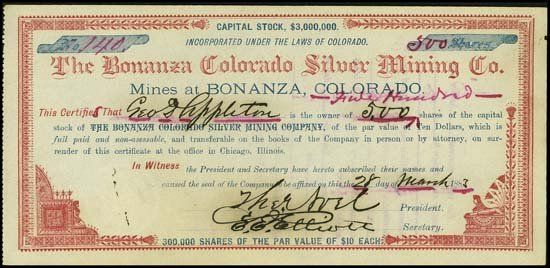 CAPITAL STOCK, $3,000,000.
No. 140 INCORPORATED UNDER THE LAWS OF COLORADO. 500 Shares
The Bonanza Colorado Silver Mining Co.
Mines at BONANZA, COLORADO.
Five Hundred
This Certifies That Geo S Appleton is the owner of 500 shares of the capital
stock of THE BONANZA COLORADO SILVER MINING COMPANY, of the par value of Ten Dollars, which is
full paid and non-assessable, and transferable on the books of the Company in person or by attorney, on sur-
render of this certificate at the office in Chicago, Illinois.
In Witness the President and Secretary have hereto subscribed their names and
caused the seal of the Company to be affixed on this the 28 day of March 1883
President.
E. E. Elliott Secretary.
300,000 SHARES OF THE PAR VALUE OF $10 EACH